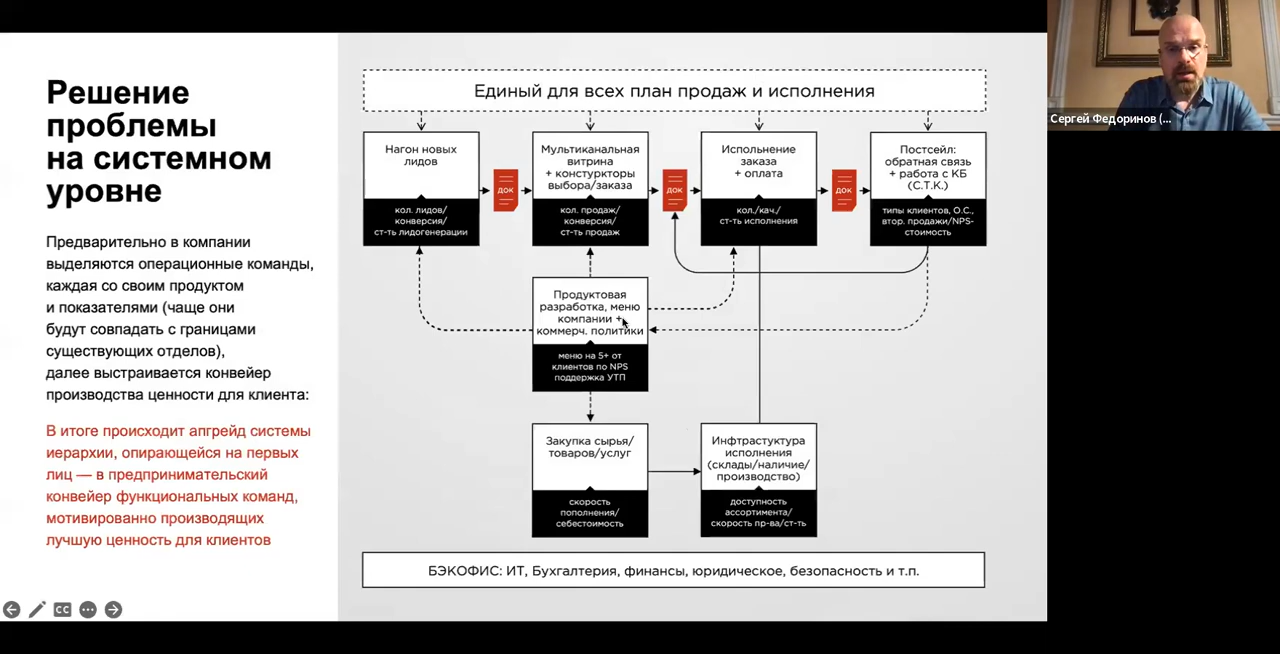 Решение
проблемы
на системном
уровне
Предварительно в компании
выделяются операционные команды,
каждая со своим продуктом
и показателями (чаще они
будут совпадать с границами
существующих отделов),
далее выстраивается конвейер
производства ценности для клиента:
В итоге происходит апгрейд системы
иерархии, опирающейся на первых
лиц — в предпринимательский
конвейер функциональных команд,
мотивированно производящих
лучшую ценность для клиентов
Единый для всех план продаж и исполнения
Нагон новых
лидов
кол. лидов/
конверсия/
ст-ть лидогенерации
док
Мультиканальная
витрина
+ констурkторы
выбора/заказа
кол. продаж/
конверсия/
ст-ть продаж
док
Испольнение
заказа
+ оплата
кол./кач./
ст-ть исполнения
док
Постсейл:
обратная связь
+ работа с КБ
(С.Т.К.)
типы клиентов, О.С.,
втор. продажи/NPS-
стоимость
Продуктовая
разработка, меню
компании +
коммерч. политики
меню на 5+ от
клиентов по NPS
поддержка УТП
Закупка сырья/
товаров/услуг
скорость
пополнения/
себестоимость
Инфтрастуктура
исполнения
(склады/наличие/
производство)
доступность
ассортимента/
скорость пр-ва/ст-ть
БЭКОФИС: ИТ, Бухгалтерия, финансы, юридическое, безопасность и т.п.
CC
Сергей Федоринов (...